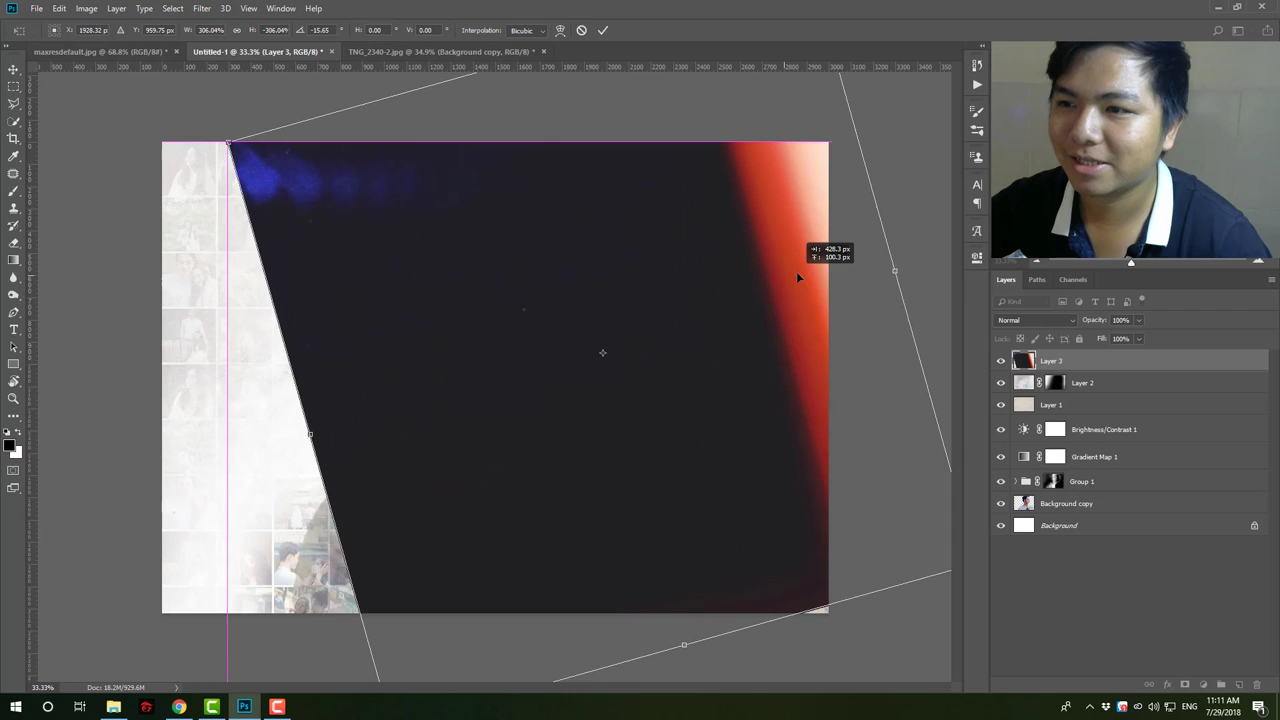 File Edit Image Layer Type Select Filter 3D View Window Help
X: 1928.32 p Y: 959.75 px W: 306.04% H: -306.04% -15.65 H: 0.00 V: 0.00 Interpolation: Bicubic
maxresdefault.jpg @ 68.8% (RGB/8#) * × Untitled-1 @ 33.3% (Layer 3, RGB/8) * × TNG_2340-2.jpg @ 34.9% (Background copy, RGB/8) * ×
428.3 px
100.3 px
Layers Paths Channels
Kind
Normal Opacity: 100%
Lock: Fill: 100%
Layer 3
Layer 2
Layer 1
Brightness/Contrast 1
Gradient Map 1
Group 1
Background copy
Background
33.33% Doc: 18.2M/929.6M
ENG
11:11 AM
7/29/2018